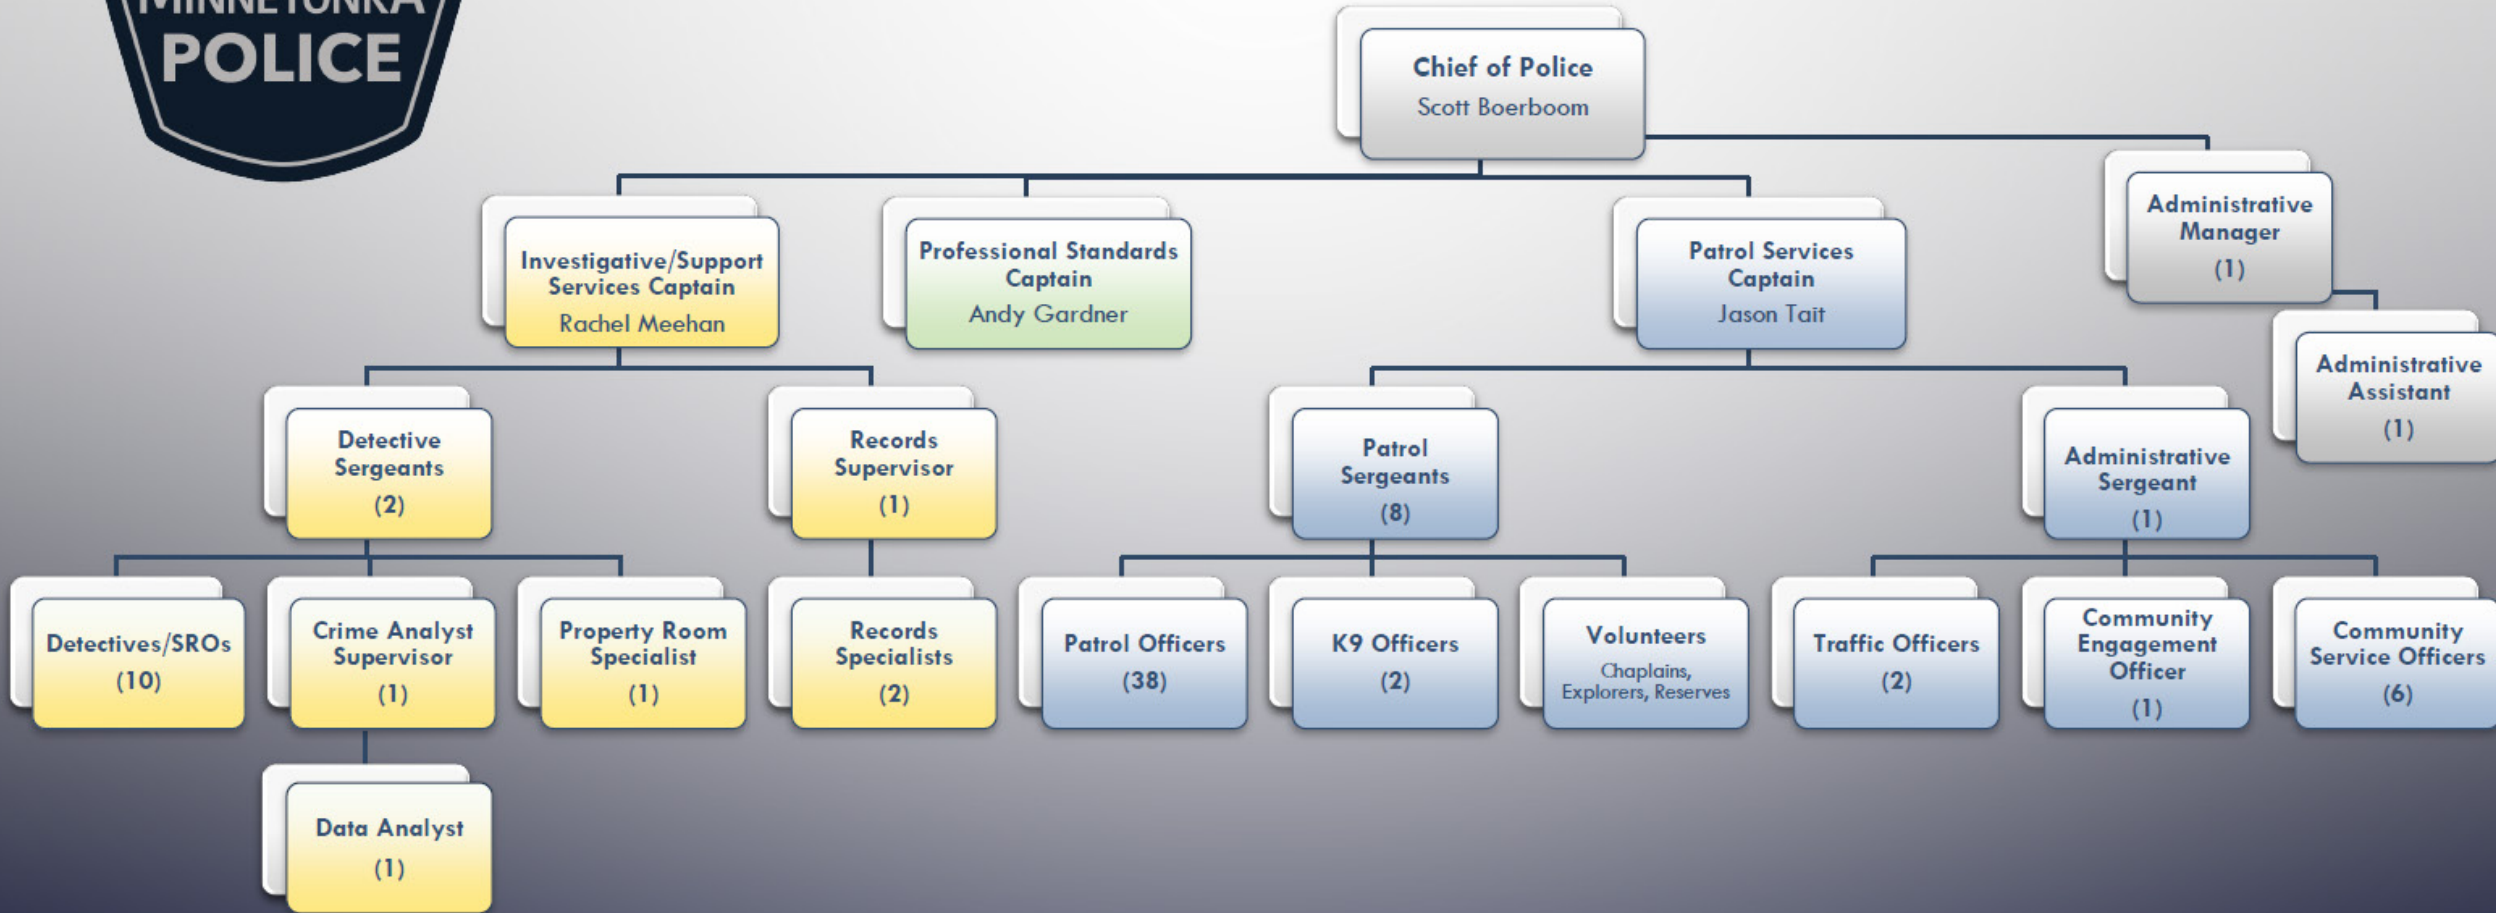 MINNETONKA
POLICE
Chief of Police
Scott Boerboom
Administrative
Manager
(1)
Administrative
Assistant
(1)
Investigative/Support
Services Captain
Rachel Meehan
Professional Standards
Captain
Andy Gardner
Patrol Services
Captain
Jason Tait
Detective
Sergeants
(2)
Records
Supervisor
(1)
Patrol
Sergeants
(8)
Administrative
Sergeant
(1)
Detectives/SROs
(10)
Crime Analyst
Supervisor
(1)
Property Room
Specialist
(1)
Records
Specialists
(2)
Patrol Officers
(38)
K9 Officers
(2)
Volunteers
Chaplains,
Explorers, Reserves
Traffic Officers
(2)
Community
Engagement
Officer
(1)
Community
Service Officers
(6)
Data Analyst
(1)